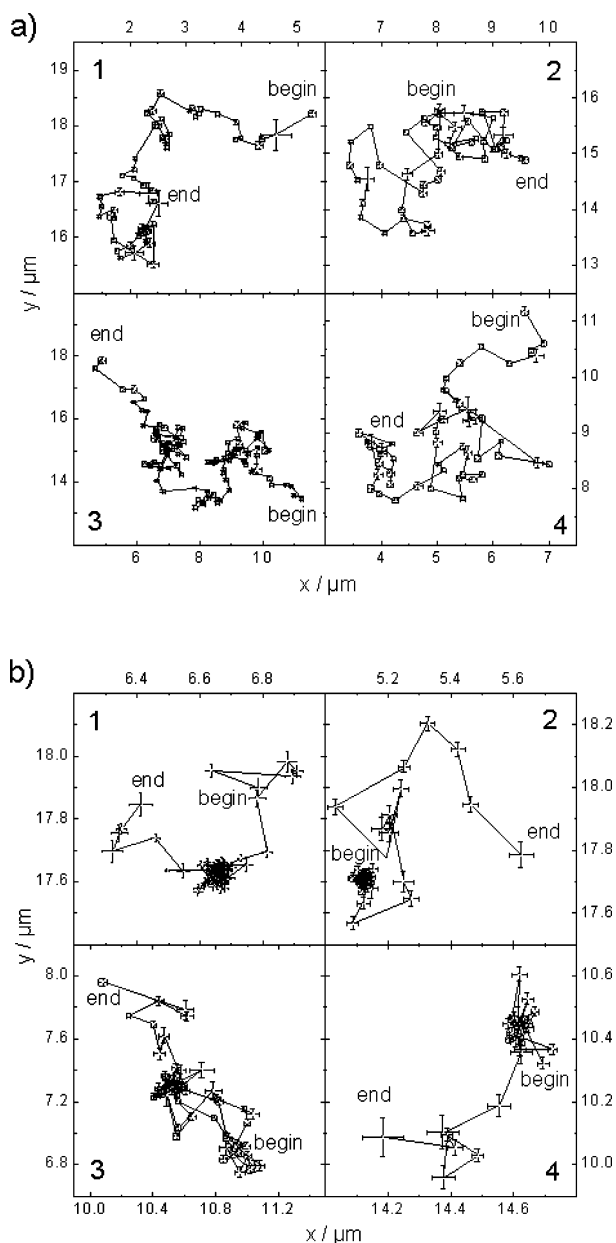 a)
2 3 4 5
7 8 9 10
1
begin
end
19
18
17
16
2
begin
end
16
15
14
13
y / µm
3
end
begin
18
16
14
6 8 10
4
begin
end
11
10
9
8
4 5 6 7
x / µm
b)
6.4 6.6 6.8
5.2 5.4 5.6
1
end
begin
18.0
17.8
17.6
2
begin
end
18.2
18.0
17.8
17.6
y / µm
3
end
begin
8.0
7.6
7.2
6.8
10.0 10.4 10.8 11.2
4
begin
end
10.6
10.4
10.2
10.0
14.2 14.4 14.6
x / µm